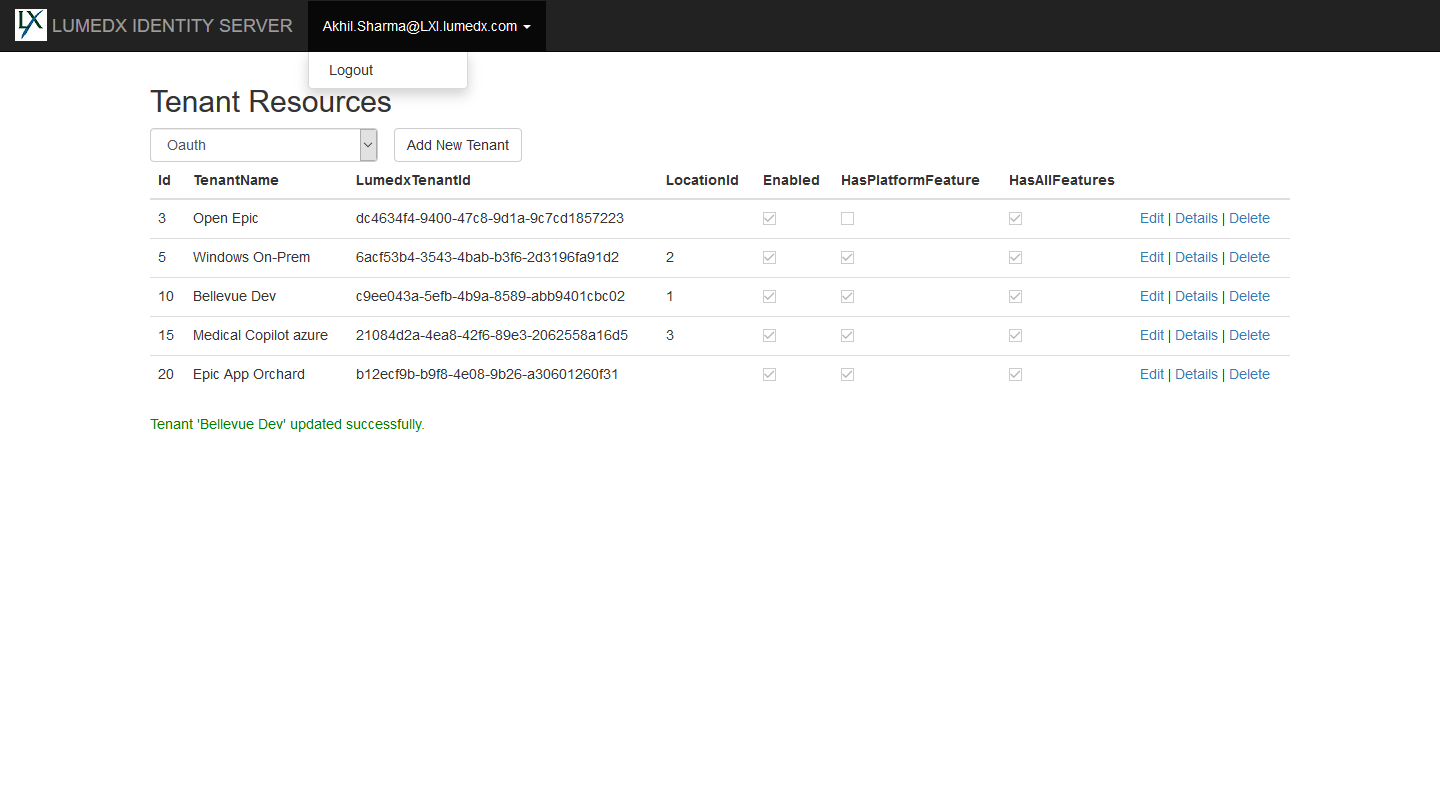 LX LUMEDX IDENTITY SERVER Akhil.Sharma@LXI.lumedx.com
Logout
Tenant Resources
Oauth Add New Tenant
Id TenantName LumedxTenantId LocationId Enabled HasPlatformFeature HasAllFeatures
3 Open Epic dc4634f4-9400-47c8-9d1a-9c7cd1857223 Edit | Details | Delete
5 Windows On-Prem 6acf53b4-3543-4bab-b3f6-2d3196fa91d2 2 Edit | Details | Delete
10 Bellevue Dev c9ee043a-5efb-4b9a-8589-abb9401cbc02 1 Edit | Details | Delete
15 Medical Copilot azure 21084d2a-4ea8-42f6-89e3-2062558a16d5 3 Edit | Details | Delete
20 Epic App Orchard b12ecf9b-b9f8-4e08-9b26-a30601260f31 Edit | Details | Delete
Tenant 'Bellevue Dev' updated successfully.